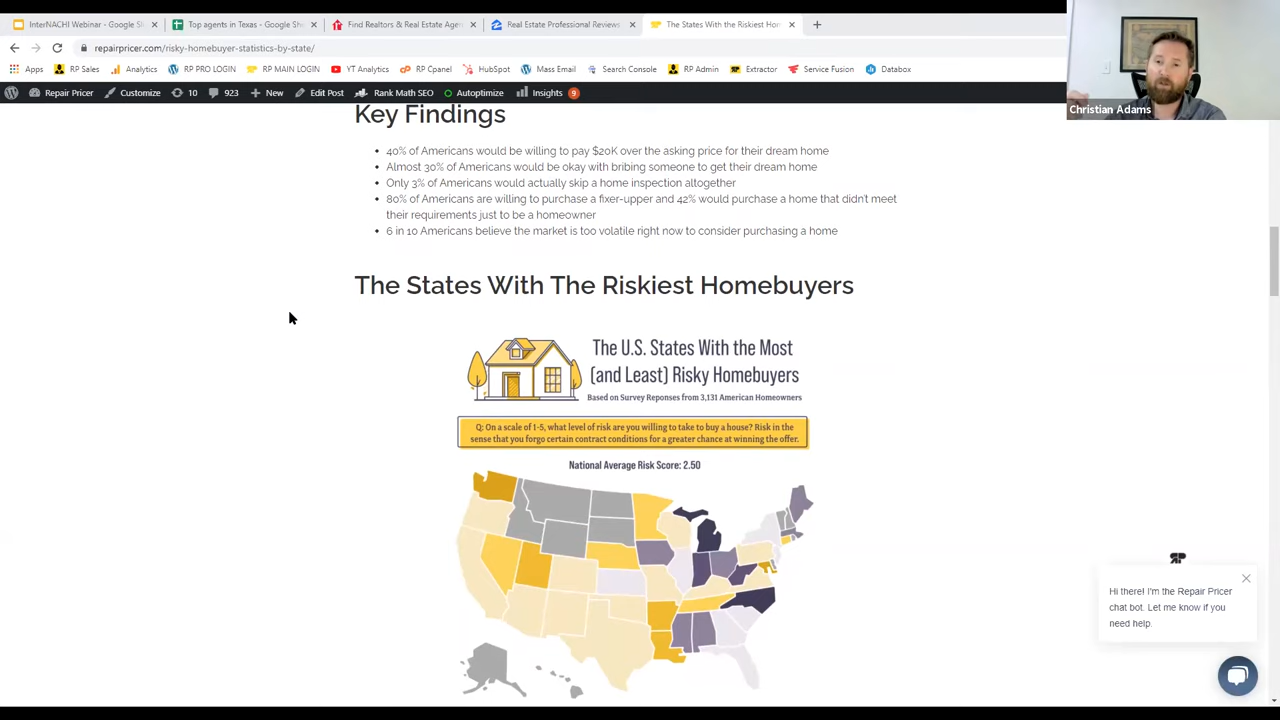 InterNACHI Webinar - Google Sl
Top agents in Texas - Google She
Find Realtors & Real Estate Agen
Real Estate Professional Reviews
The States With the Riskiest Hom
repairpricer.com/risky-homebuyer-statistics-by-state/
Apps
RP Sales
Analytics
RP PRO LOGIN
RP MAIN LOGIN
YT Analytics
RP Cpanel
HubSpot
Mass Email
Search Console
RP Admin
Extractor
Service Fusion
Databox
Repair Pricer
Customize
10
923
New
Edit Post
Rank Math SEO
Autoptimize
Insights 9
Christian Adams
Key Findings
40% of Americans would be willing to pay $20K over the asking price for their dream home
Almost 30% of Americans would be okay with bribing someone to get their dream home
Only 3% of Americans would actually skip a home inspection altogether
80% of Americans are willing to purchase a fixer-upper and 42% would purchase a home that didn't meet
their requirements just to be a homeowner
6 in 10 Americans believe the market is too volatile right now to consider purchasing a home
The States With The Riskiest Homebuyers
The U.S. States With the Most
(and Least) Risky Homebuyers
Based on Survey Reponses from 3,131 American Homeowners
Q: On a scale of 1-5, what level of risk are you willing to take to buy a house? Risk in the
sense that you forgo certain contract conditions for a greater chance at winning the offer.
National Average Risk Score: 2.50
Hi there! I'm the Repair Pricer
chat bot. Let me know if you
need help.